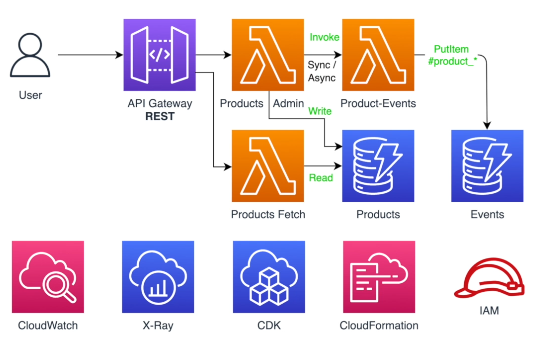 Invoke
PutItem
#product_*
Sync /
Async
User
API Gateway
REST
Products Admin
Product-Events
Write
Read
Products Fetch
Products
Events
CloudWatch
X-Ray
CDK
CloudFormation
IAM